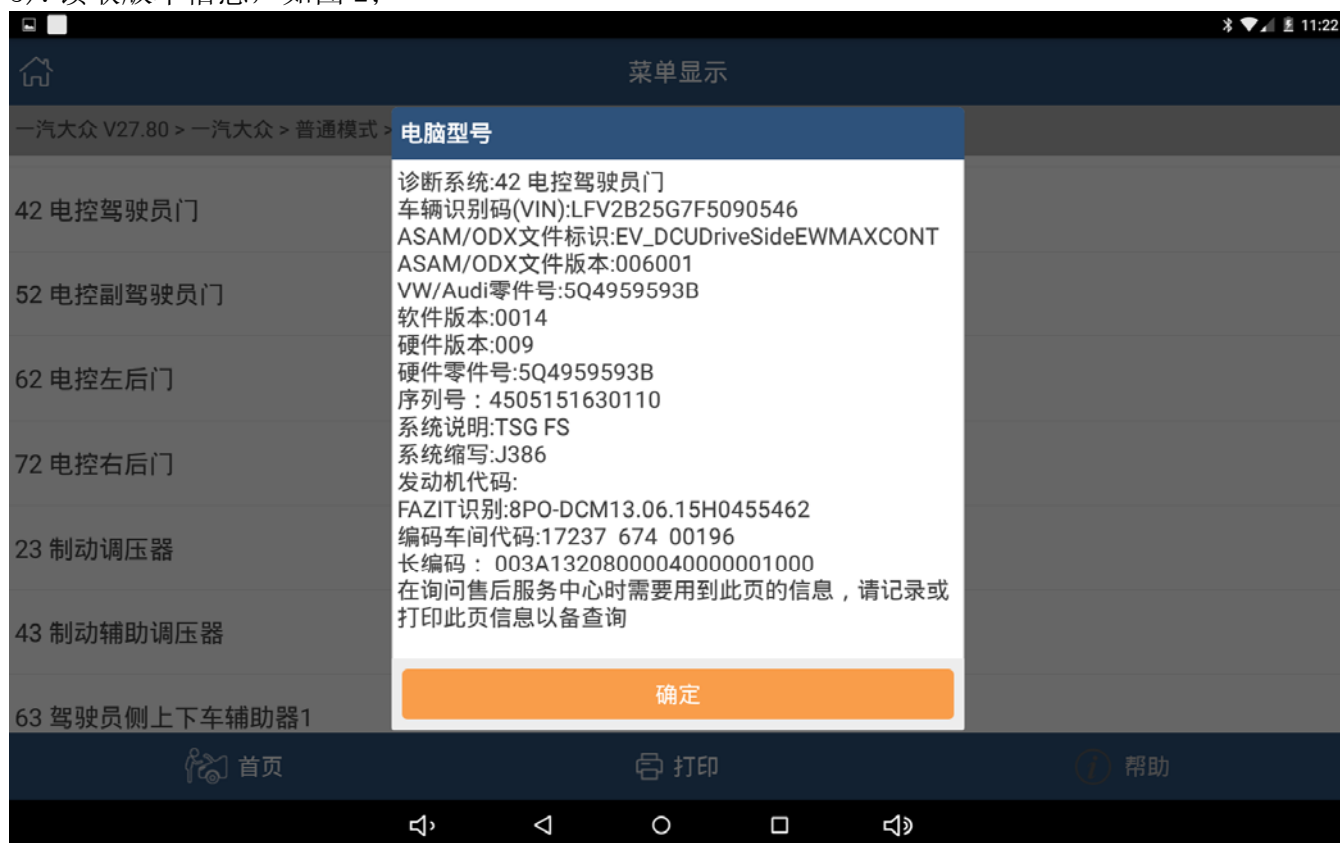 11:22
菜单显示
一汽大众 V27.80 > 一汽大众 > 普通模式 >
电脑型号
诊断系统:42 电控驾驶员门
车辆识别码(VIN):LFV2B25G7F5090546
ASAM/ODX文件标识:EV_DCUDriveSideEWMAXCONT
ASAM/ODX文件版本:006001
VW/Audi零件号:5Q4959593B
软件版本:0014
硬件版本:009
硬件零件号:5Q4959593B
序列号：4505151630110
系统说明:TSG FS
系统缩写:J386
发动机代码:
FAZIT识别:8PO-DCM13.06.15H0455462
编码车间代码:17237 674 00196
长编码： 003A13208000040000001000
在询问售后服务中心时需要用到此页的信息，请记录或
打印此页信息以备查询
确定
42 电控驾驶员门
52 电控副驾驶员门
62 电控左后门
72 电控右后门
23 制动调压器
43 制动辅助调压器
63 驾驶员侧上下车辅助器1
首页
打印
帮助